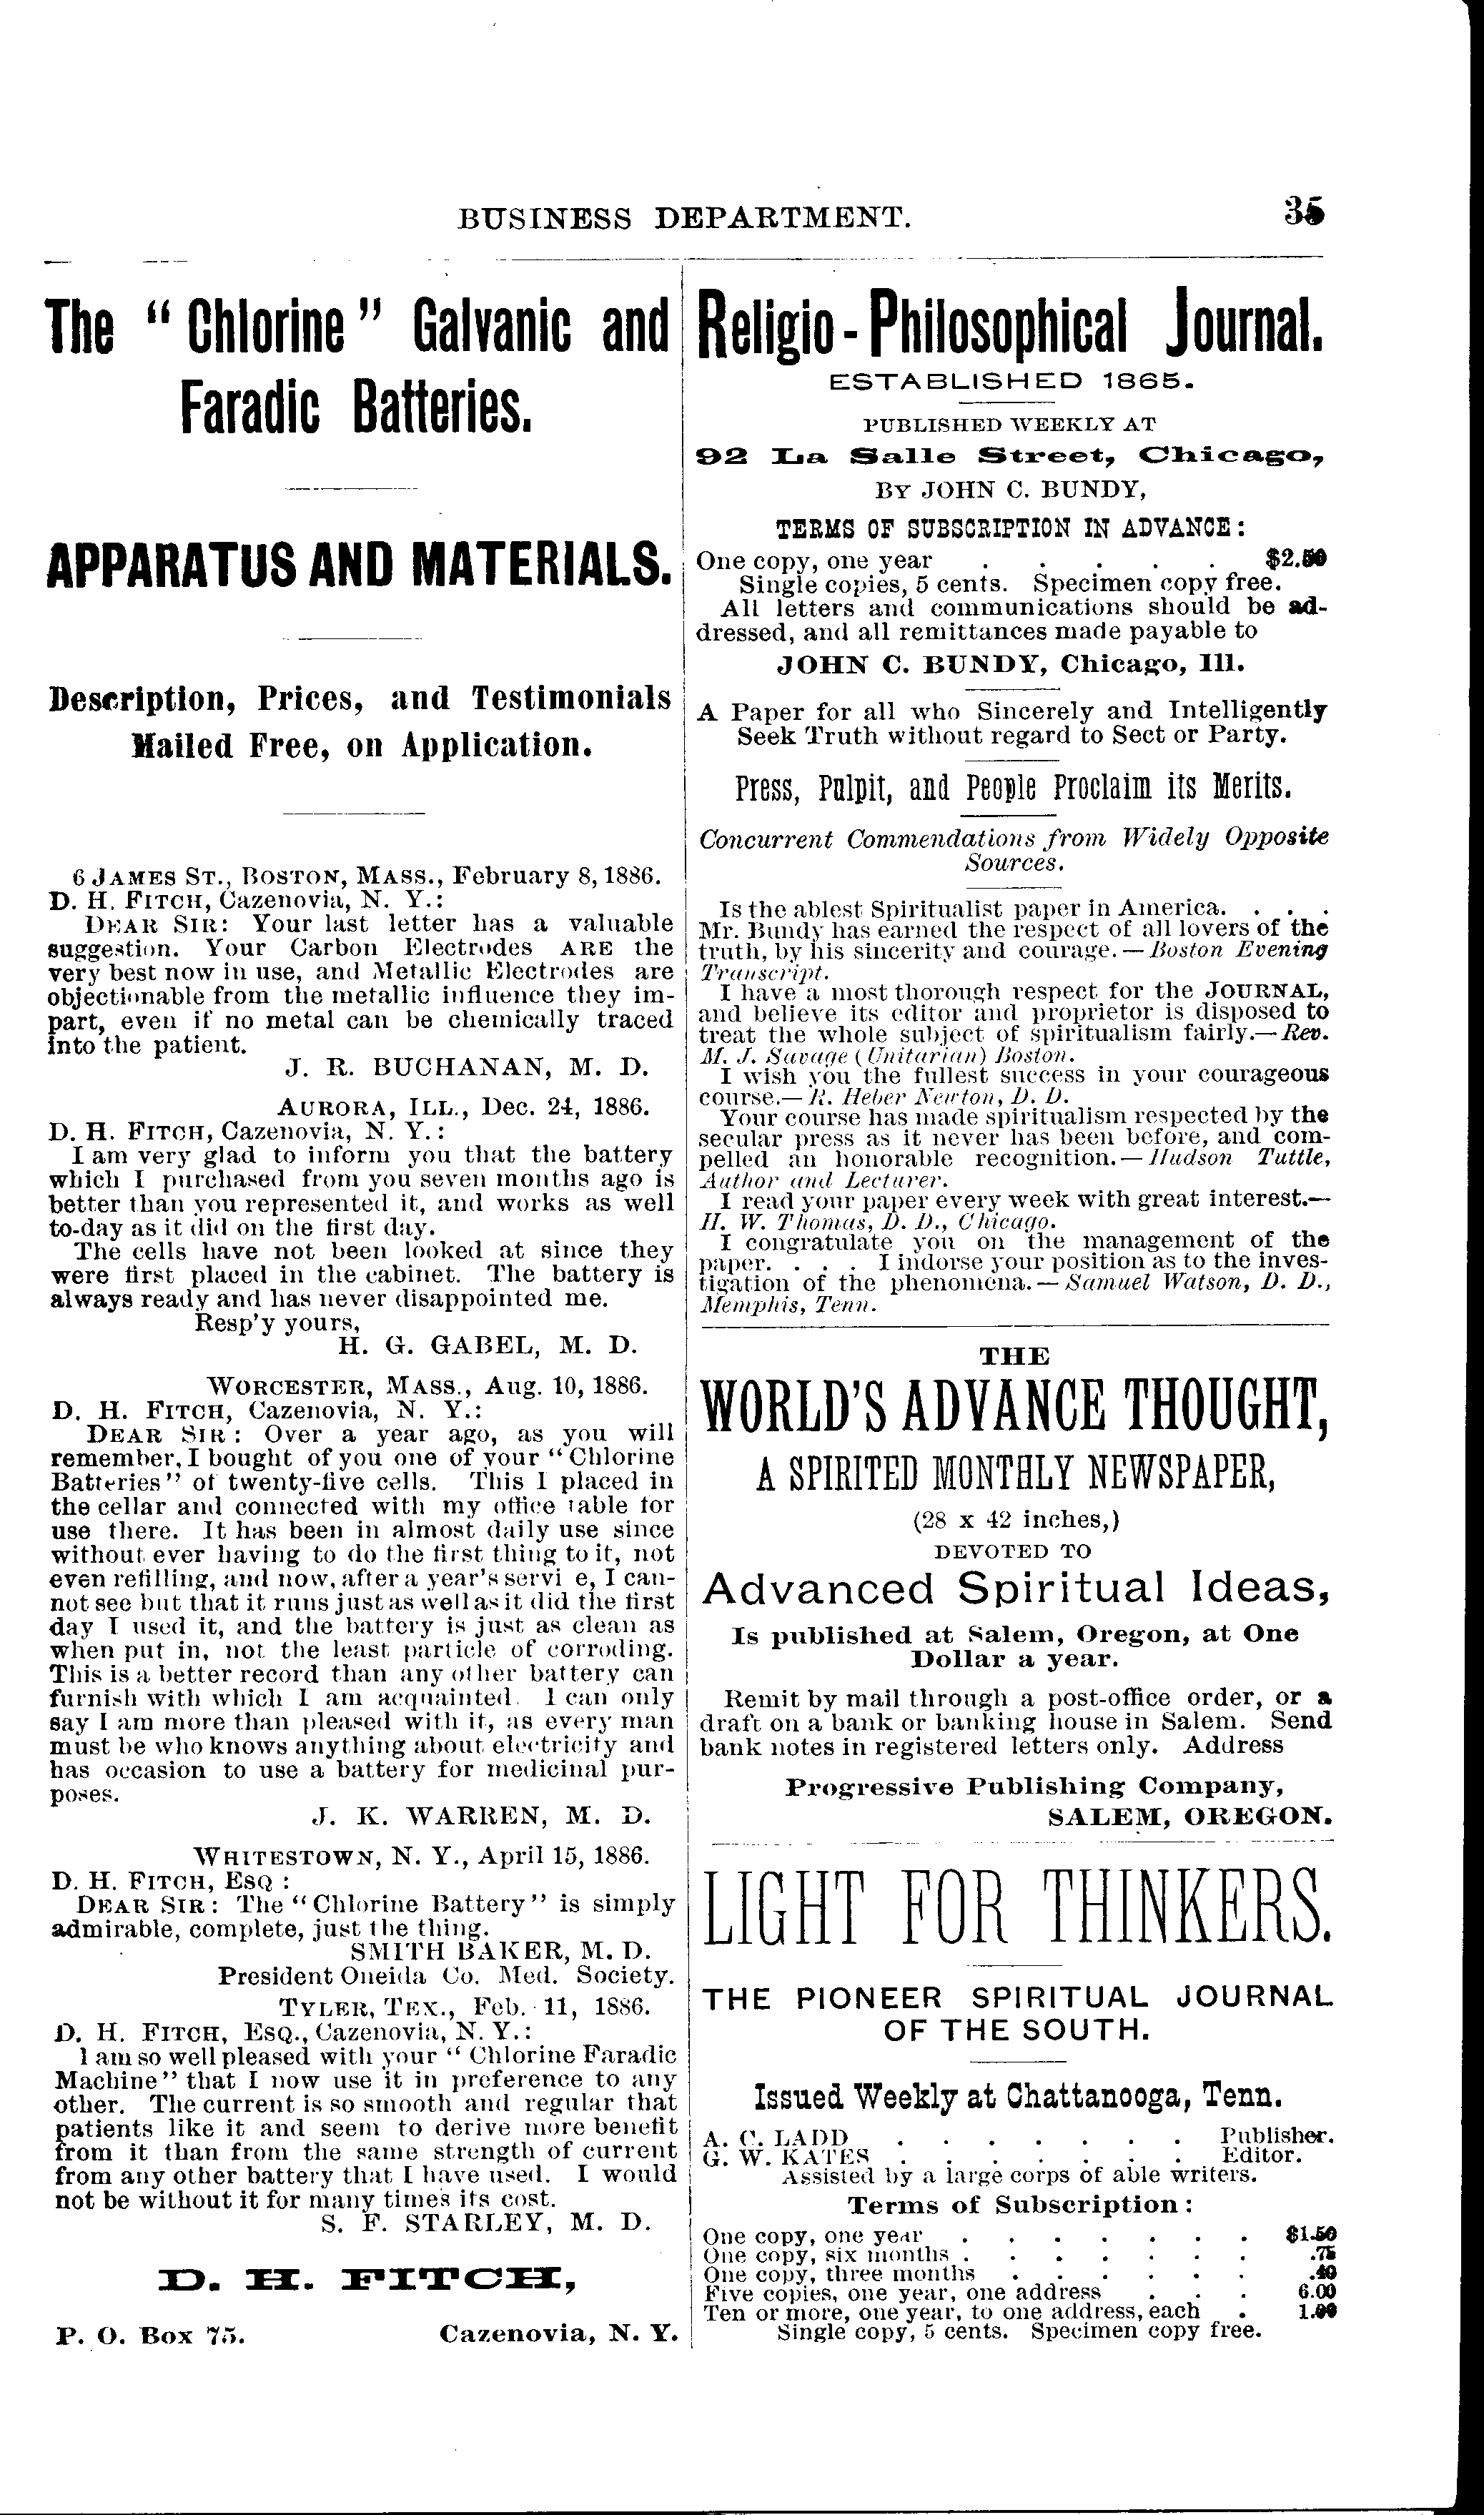 BUSINESS DEPARTMENT. 35
The "Chlorine" Galvanic and
Faradic Batteries.
APPARATUS AND MATERIALS.
Description, Prices, and Testimonials
Mailed Free, on Application.
6 JAMES ST., BOSTON, MASS., February 8, 1886.
D. H. FITCH, Cazenovia, N. Y.:
DEAR SIR: Your last letter has a valuable
suggestion. Your Carbon Electrodes ARE the
very best now in use, and Metallic Electrodes are
objectionable from the metallic influence they im-
part, even if no metal can be chemically traced
into the patient.
J. R. BUCHANAN, M. D.
AURORA, ILL., Dec. 24, 1886.
D. H. FITCH, Cazenovia, N. Y.:
I am very glad to inform you that the battery
which I purchased from you seven months ago is
better than you represented it, and works as well
to-day as it did on the first day.
The cells have not been looked at since they
were first placed in the cabinet. The battery is
always ready and has never disappointed me.
Resp'y yours,
H. G. GABEL, M. D.
WORCESTER, MASS., Aug. 10, 1886.
D. H. FITCH, Cazenovia, N. Y.:
DEAR SIR: Over a year ago, as you will
remember, I bought of you one of your "Chlorine
Batteries" of twenty-five cells. This I placed in
the cellar and connected with my office table for
use there. It has been in almost daily use since
without ever having to do the first thing to it, not
even refilling, and now, after a year's servi e, I can-
not see but that it runs just as well as it did the first
day I used it, and the battery is just as clean as
when put in, not the least particle of corroding.
This is a better record than any other battery can
furnish with which I am acquainted. I can only
say I am more than pleased with it, as every man
must be who knows anything about electricity and
has occasion to use a battery for medicinal pur-
poses.
J. K. WARREN, M. D.
WHITESTOWN, N. Y., April 15, 1886.
D. H. FITCH, ESQ :
DEAR SIR: The "Chlorine Battery" is simply
admirable, complete, just the thing.
SMITH BAKER, M. D.
President Oneida Co. Med. Society.
TYLER, TEX., Feb. 11, 1886.
D. H. FITCH, ESQ., Cazenovia, N. Y.:
I am so well pleased with your "Chlorine Faradic
Machine" that I now use it in preference to any
other. The current is so smooth and regular that
patients like it and seem to derive more benefit
from it than from the same strength of current
from any other battery that I have used. I would
not be without it for many times its cost.
S. F. STARLEY, M. D.
D. H. FITCH,
P. O. Box 75. Cazenovia, N. Y.
Religio-Philosophical Journal.
ESTABLISHED 1865.
PUBLISHED WEEKLY AT
92 La Salle Street, Chicago,
BY JOHN C. BUNDY,
TERMS OF SUBSCRIPTION IN ADVANCE:
One copy, one year . . . . . $2.50
Single copies, 5 cents. Specimen copy free.
All letters and communications should be ad-
dressed, and all remittances made payable to
JOHN C. BUNDY, Chicago, Ill.
A Paper for all who Sincerely and Intelligently
Seek Truth without regard to Sect or Party.
Press, Pulpit, and People Proclaim its Merits.
Concurrent Commendations from Widely Opposite
Sources.
Is the ablest Spiritualist paper in America. . . .
Mr. Bundy has earned the respect of all lovers of the
truth, by his sincerity and courage.—Boston Evening
Transcript.
I have a most thorough respect for the JOURNAL,
and believe its editor and proprietor is disposed to
treat the whole subject of spiritualism fairly.—Rev.
M. J. Savage (Unitarian) Boston.
I wish you the fullest success in your courageous
course.—R. Heber Newton, D. D.
Your course has made spiritualism respected by the
secular press as it never has been before, and com-
pelled an honorable recognition.—Hudson Tuttle,
Author and Lecturer.
I read your paper every week with great interest.—
H. W. Thomas, D. D., Chicago.
I congratulate you on the management of the
paper. . . . I indorse your position as to the inves-
tigation of the phenomena.—Samuel Watson, D. D.,
Memphis, Tenn.
THE
WORLD'S ADVANCE THOUGHT,
A SPIRITED MONTHLY NEWSPAPER,
(28 x 42 inches,)
DEVOTED TO
Advanced Spiritual Ideas,
Is published at Salem, Oregon, at One
Dollar a year.
Remit by mail through a post-office order, or a
draft on a bank or banking house in Salem. Send
bank notes in registered letters only. Address
Progressive Publishing Company,
SALEM, OREGON.
LIGHT FOR THINKERS.
THE PIONEER SPIRITUAL JOURNAL
OF THE SOUTH.
Issued Weekly at Chattanooga, Tenn.
A. C. LADD . . . . . . . Publisher.
G. W. KATES . . . . . . . Editor.
Assisted by a large corps of able writers.
Terms of Subscription:
One copy, one year . . . . . . . $1.50
One copy, six months . . . . . . . .75
One copy, three months . . . . . . .40
Five copies, one year, one address . . . 6.00
Ten or more, one year, to one address, each . 1.00
Single copy, 5 cents. Specimen copy free.